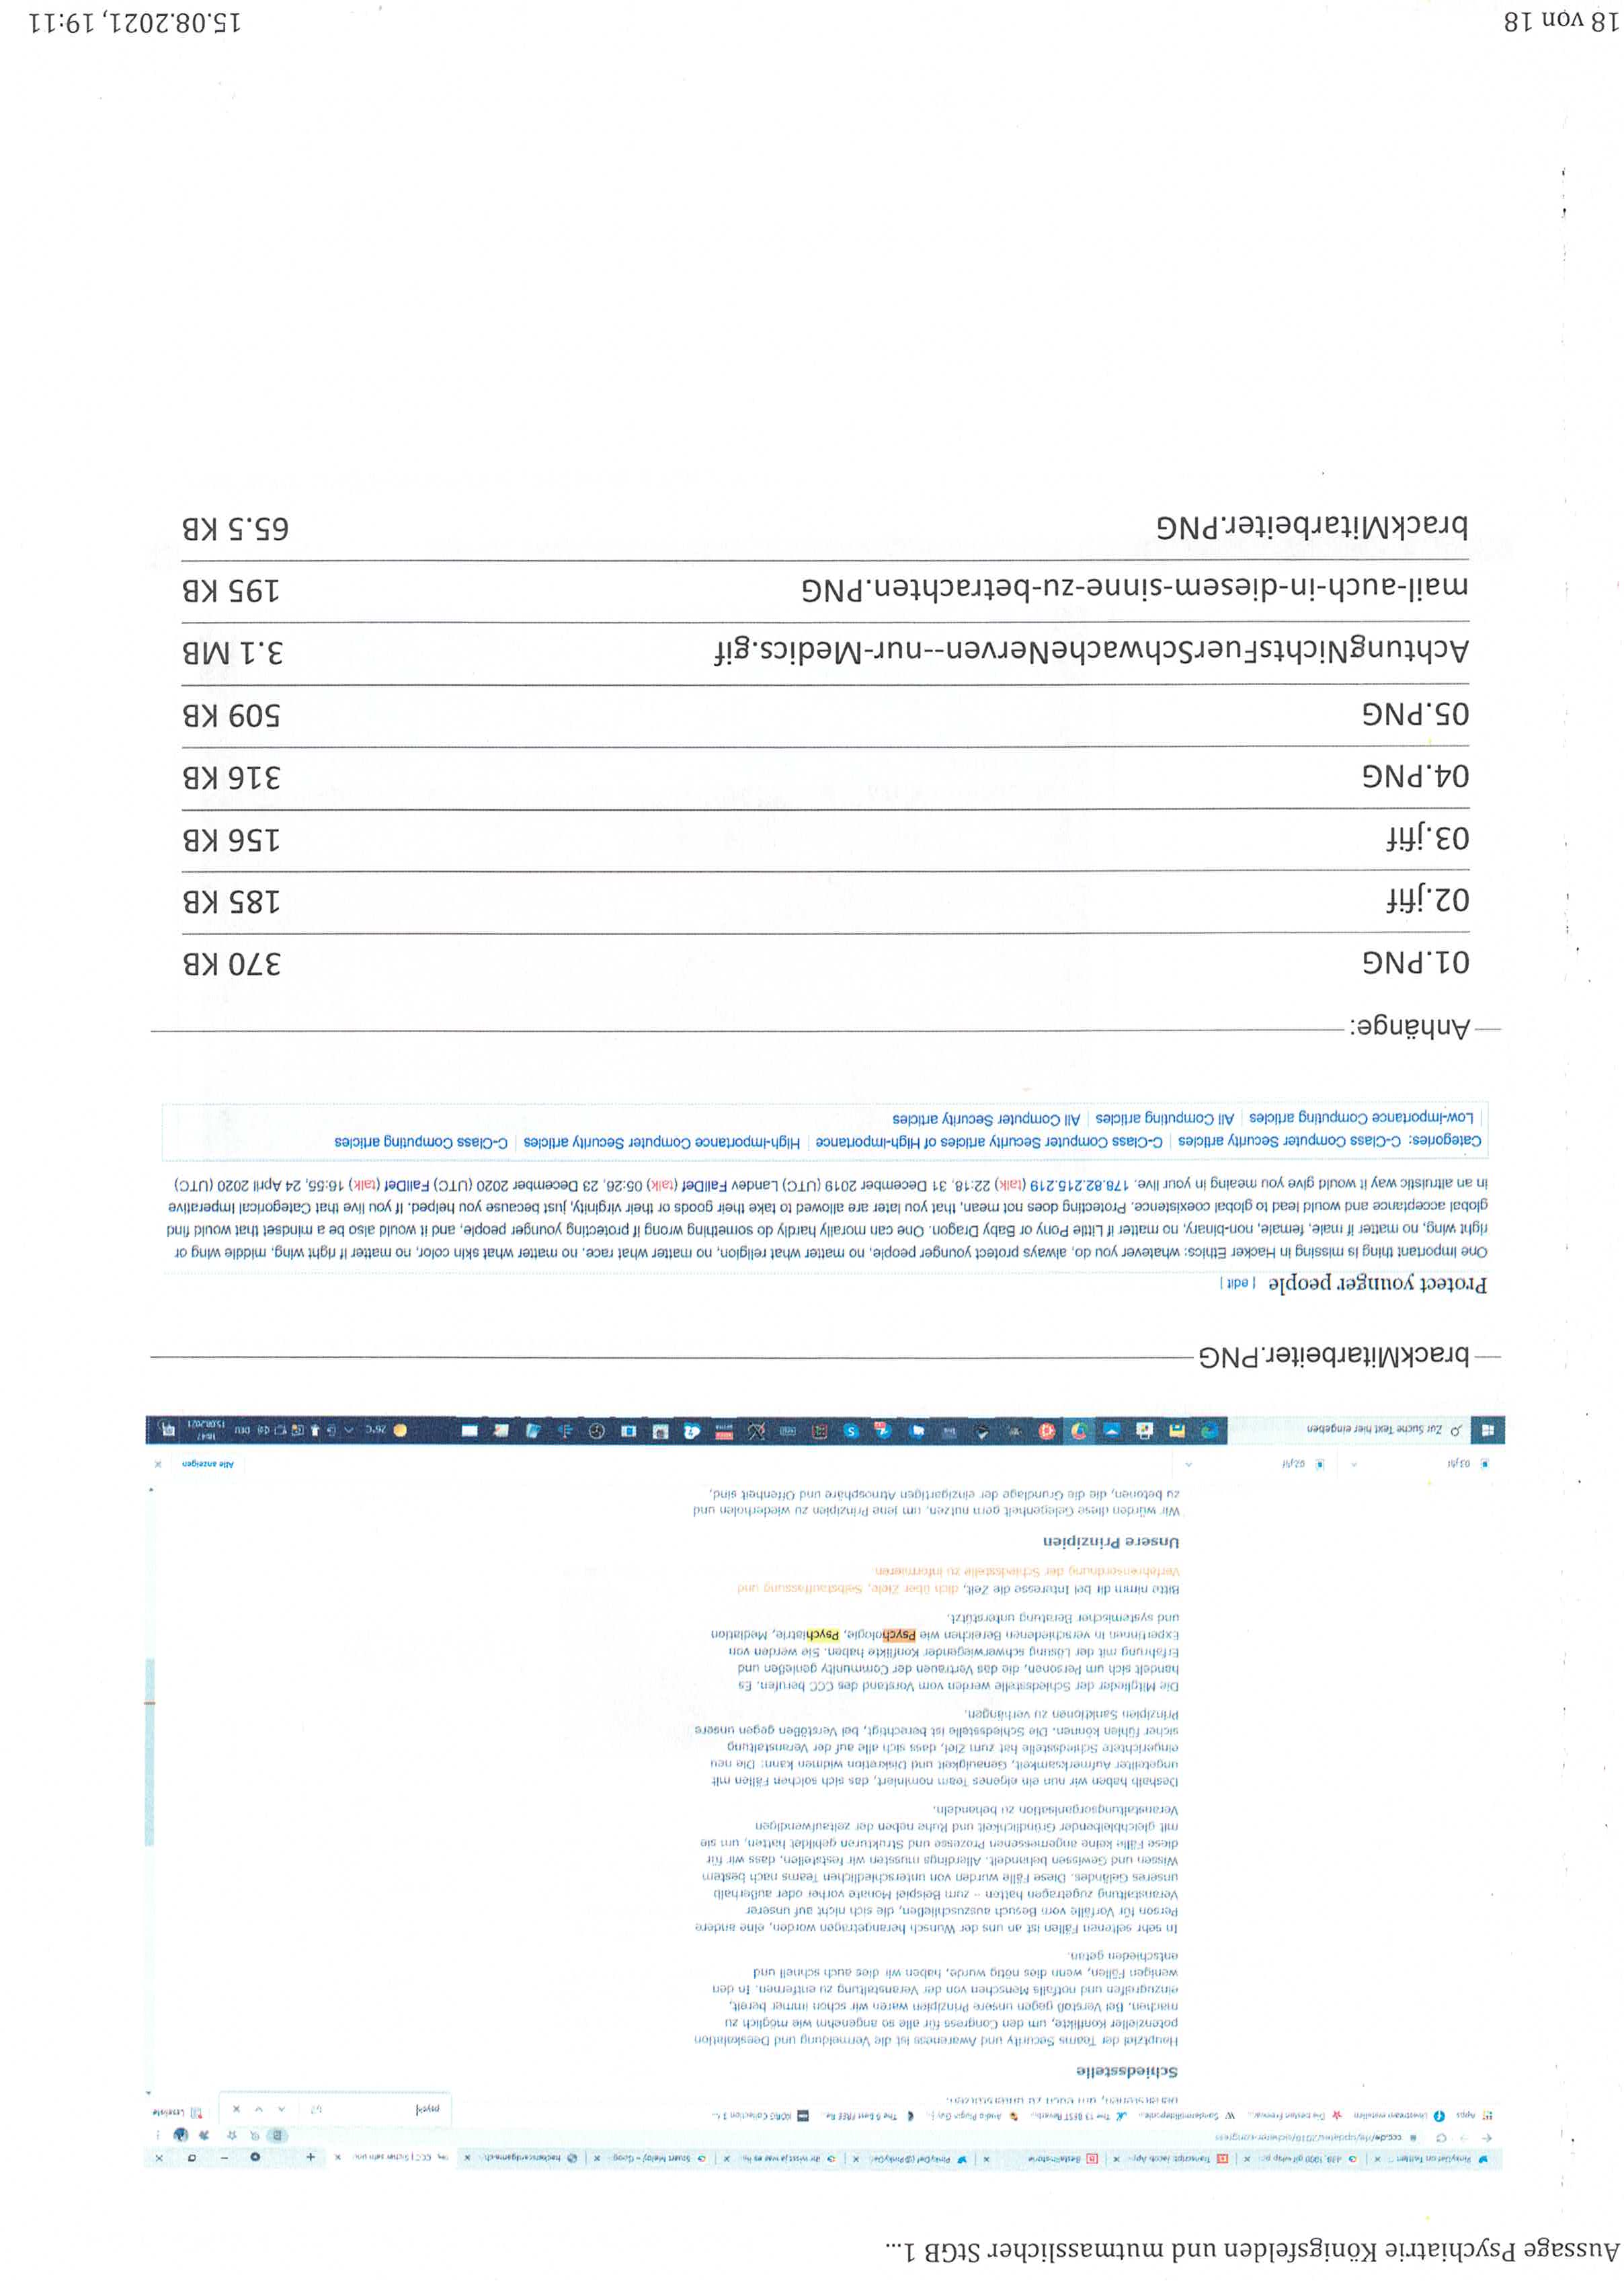 Aussage Psychiatrie Königsfelden und mutmasslicher StGB 1...
Schiedsstelle
Hauptziel der Teams Security und Awareness ist die Vermeidung und Deeskalation
potenzieller Konflikte, um den Congress für alle so angenehm wie möglich zu
machen. Bei Verstoß gegen unsere Prinzipien waren wir schon immer bereit,
einzugreifen und notfalls Menschen von der Veranstaltung zu entfernen. In den
wenigen Fällen, wenn dies nötig wurde, haben wir dies auch schnell und
entschieden getan.
In sehr seltenen Fällen ist an uns der Wunsch herangetragen worden, eine andere
Person für Vorfälle vom Besuch auszuschließen, die sich nicht auf unserer
Veranstaltung zugetragen hatten – zum Beispiel Monate vorher oder außerhalb
unseres Geländes. Diese Fälle wurden von unterschiedlichen Teams nach bestem
Wissen und Gewissen behandelt. Allerdings mussten wir feststellen, dass wir für
diese Fälle keine angemessenen Prozesse und Strukturen gebildet hatten, um sie
mit gleichbleibender Gründlichkeit und Ruhe neben der zeitaufwendigen
Veranstaltungsorganisation zu behandeln.
Deshalb haben wir nun ein eigenes Team nominiert, das sich solchen Fällen mit
ungeteilter Aufmerksamkeit, Genauigkeit und Diskretion widmen kann: Die neu
eingerichtete Schiedsstelle hat zum Ziel, dass sich alle auf der Veranstaltung
sicher fühlen können. Die Schiedsstelle ist berechtigt, bei Verstößen gegen unsere
Prinzipien Sanktionen zu verhängen.
Die Mitglieder der Schiedsstelle werden vom Vorstand des CCC berufen. Es
handelt sich um Personen, die das Vertrauen der Community genießen und
Erfahrung mit der Lösung schwerwiegender Konflikte haben. Sie werden von
Expertinnen in verschiedenen Bereichen wie Psychologie, Psychiatrie, Mediation
und systemischer Beratung unterstützt.
Bitte nimm dir bei Interesse die Zeit, dich über Ziele, Selbstauffassung und
Verfahrensordnung der Schiedsstelle zu informieren.
Unsere Prinzipien
Wir würden diese Gelegenheit gern nutzen, um jene Prinzipien zu wiederholen und
zu betonen, die die Grundlage der einzigartigen Atmosphäre und Offenheit sind,
03.jfif
02.jfif
Alle anzeigen
Zur Suche Text hier eingeben
26°C
DEU
18:47
15.08.2021
brackMitarbeiter.PNG
Protect younger people [ edit ]
One important thing is missing in Hacker Ethics: whatever you do, always protect younger people, no matter what religion, no matter what race, no matter what skin color, no matter if right wing, middle wing or
right wing, no matter if male, female, non-binary, no matter if Little Pony or Baby Dragon. One can morally hardly do something wrong if protecting younger people, and it would also be a mindset that would find
global acceptance and would lead to global coexistence. Protecting does not mean, that you later are allowed to take their goods or their virginity, just because you helped. If you live that Categorical Imperative
in an altruistic way it would give you meaing in your live. 178.82.215.219 (talk) 22:18, 31 December 2019 (UTC) Landev FallDef (talk) 05:26, 23 December 2020 (UTC) FallDef (talk) 16:55, 24 April 2020 (UTC)
Categories: C-Class Computer Security articles | C-Class Computer Security articles of High-importance | High-importance Computer Security articles | C-Class Computing articles
| Low-importance Computing articles | All Computing articles | All Computer Security articles
Anhänge:
01.PNG 370 KB
02.jfif 185 KB
03.jfif 156 KB
04.PNG 316 KB
05.PNG 509 KB
AchtungNichtsFuerSchwacheNerven--nur-Medics.gif 3.1 MB
mail-auch-in-diesem-sinne-zu-betrachten.PNG 195 KB
brackMitarbeiter.PNG 65.5 KB
18 von 18
15.08.2021, 19:11